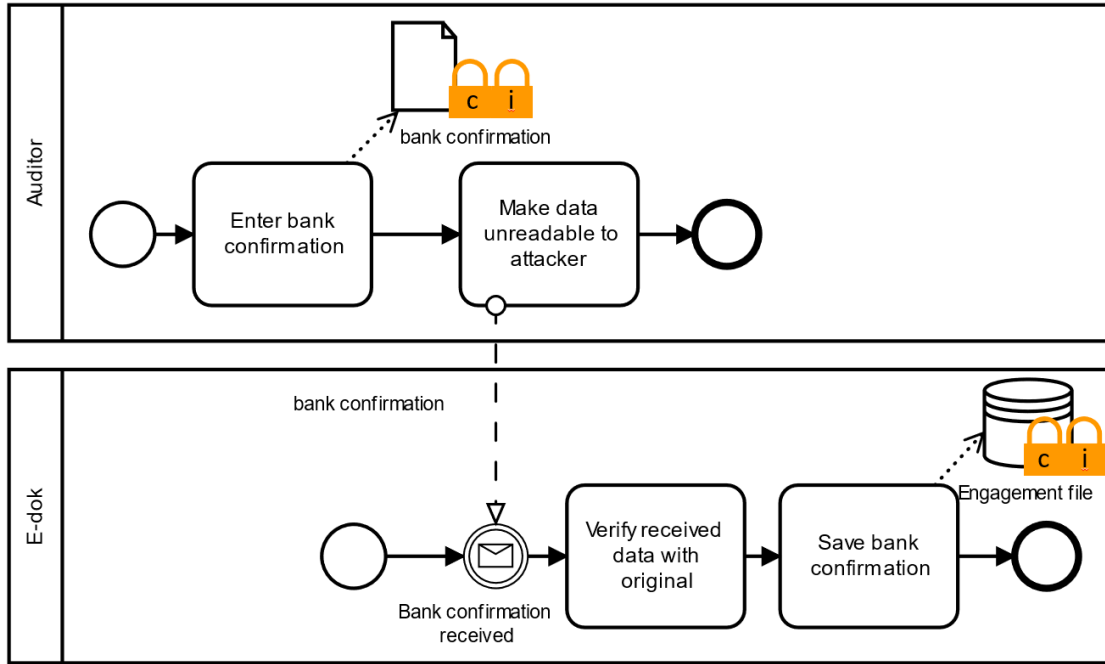 Auditor
c i
bank confirmation
Enter bank
confirmation
Make data
unreadable to
attacker
E-dok
bank confirmation
c i
Engagement file
Bank confirmation
received
Verify received
data with
original
Save bank
confirmation